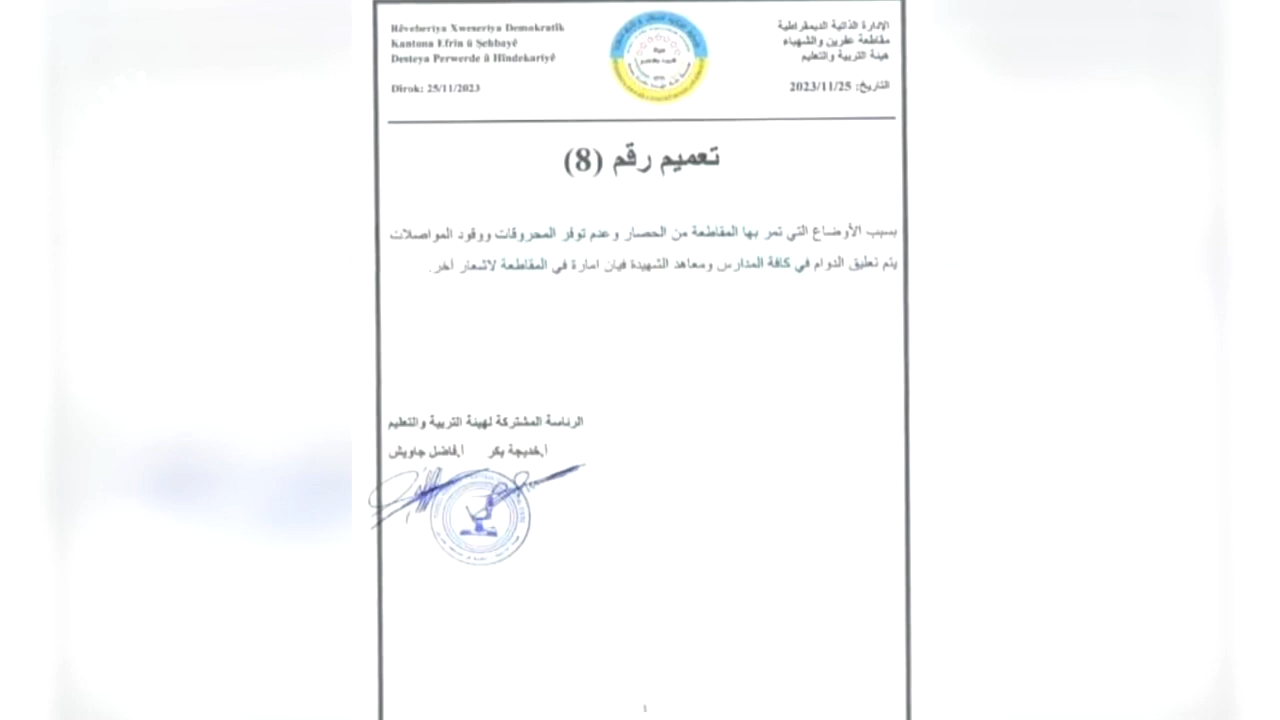 Rêveberiya Xweseriya Demokratîk
Kantona Efrîn û Şehbayê
Desteya Perwerde û Hîndekariyê
Dîrok: 25/11/2023
الإدارة الذاتية الديمقراطية
مقاطعة عفرين والشهباء
هيئة التربية والتعليم
التاريخ: 2023/11/25
تعميم رقم (8)
بسبب الأوضاع التي تمر بها المقاطعة من الحصار وعدم توفر المحروقات ووقود المواصلات
يتم تعليق الدوام في كافة المدارس ومعاهد الشهيدة فيان امارة في المقاطعة لاشعار آخر.
الرئاسة المشتركة لهيئة التربية والتعليم
أ.خديجة بكر أ.فاضل جاويش